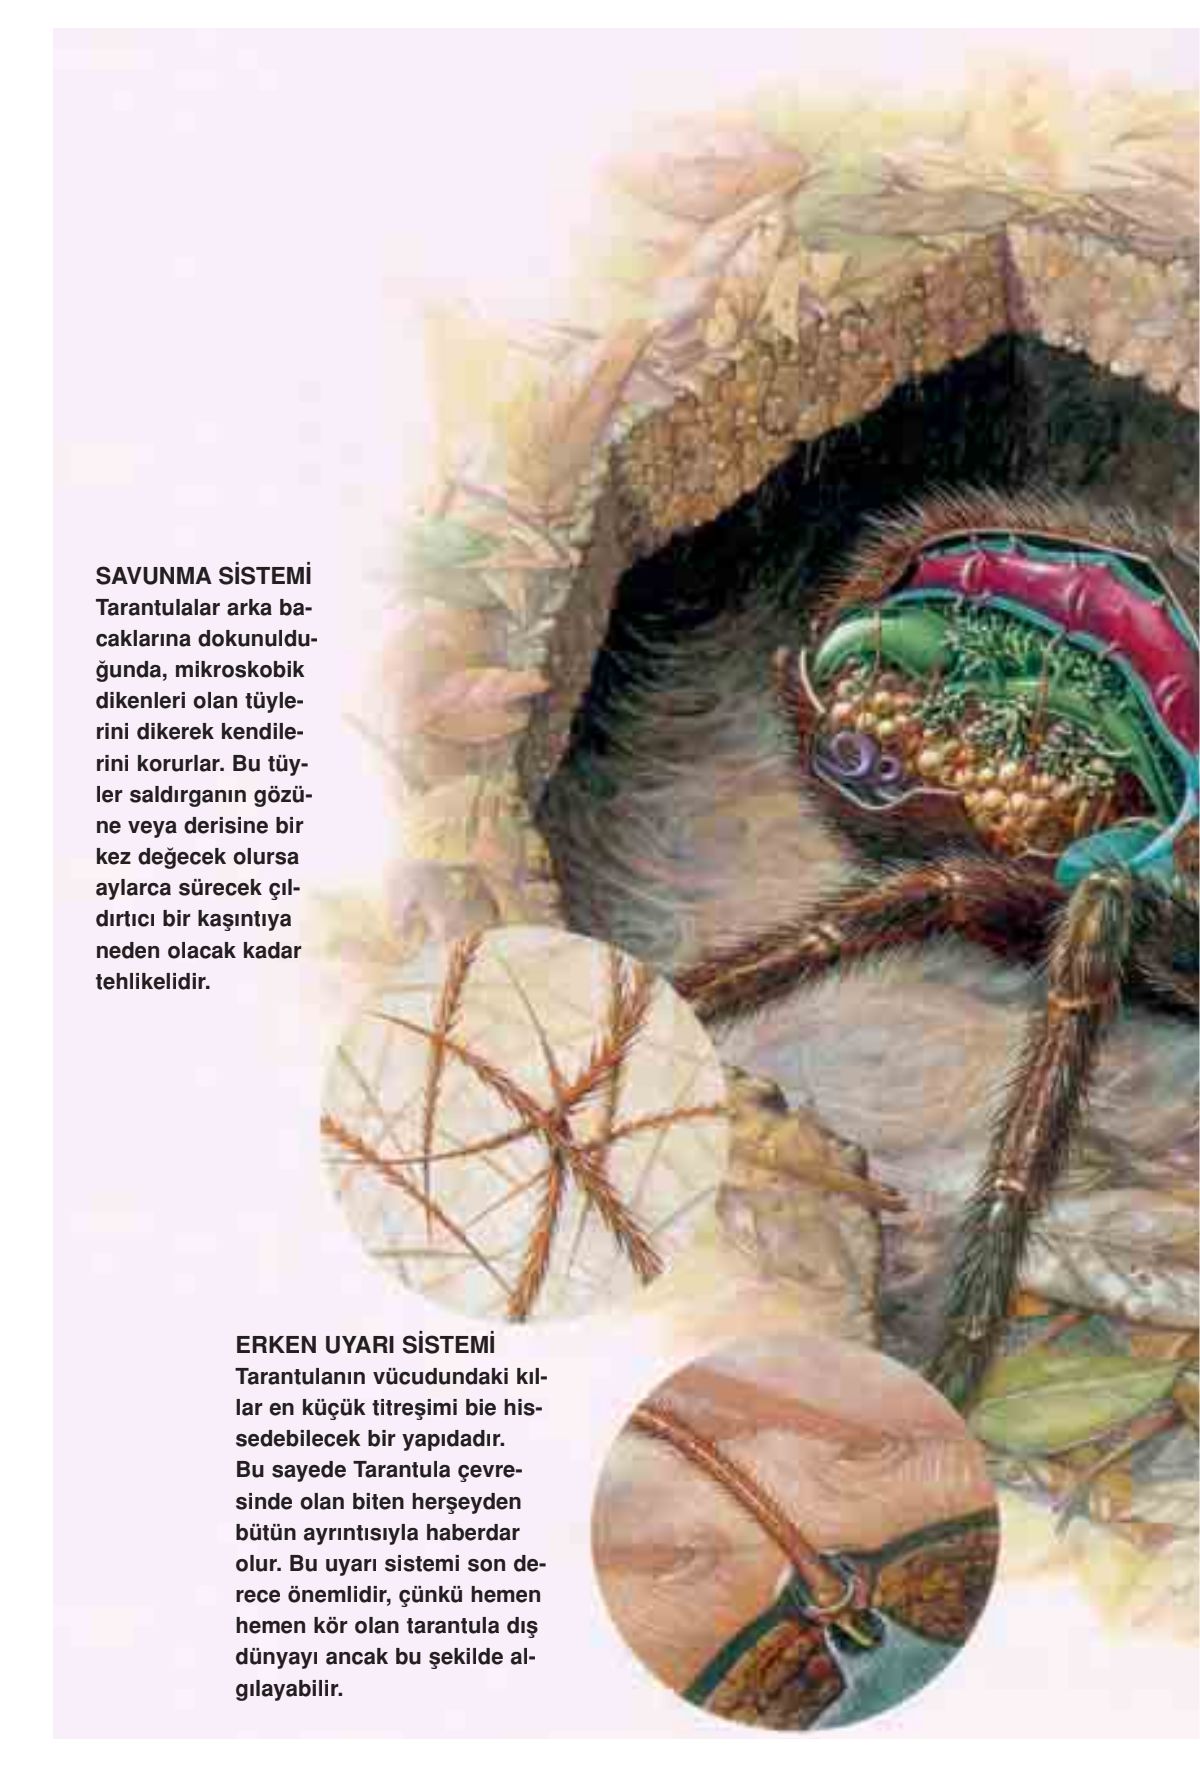 SAVUNMA SİSTEMİ
Tarantulalar arka ba-
caklarına dokunuldu-
ğunda, mikroskobik
dikenleri olan tüyle-
rini dikerek kendile-
rini korurlar. Bu tüy-
ler saldırganın gözü-
ne veya derisine bir
kez değecek olursa
aylarca sürecek çıl-
dırtıcı bir kaşıntıya
neden olacak kadar
tehlikelidir.
ERKEN UYARI SİSTEMİ
Tarantulanın vücudundaki kıl-
lar en küçük titreşimi bie his-
sedebilecek bir yapıdadır.
Bu sayede Tarantula çevre-
sinde olan biten herşeyden
bütün ayrıntısıyla haberdar
olur. Bu uyarı sistemi son de-
rece önemlidir, çünkü hemen
hemen kör olan tarantula dış
dünyayı ancak bu şekilde al-
gılayabilir.